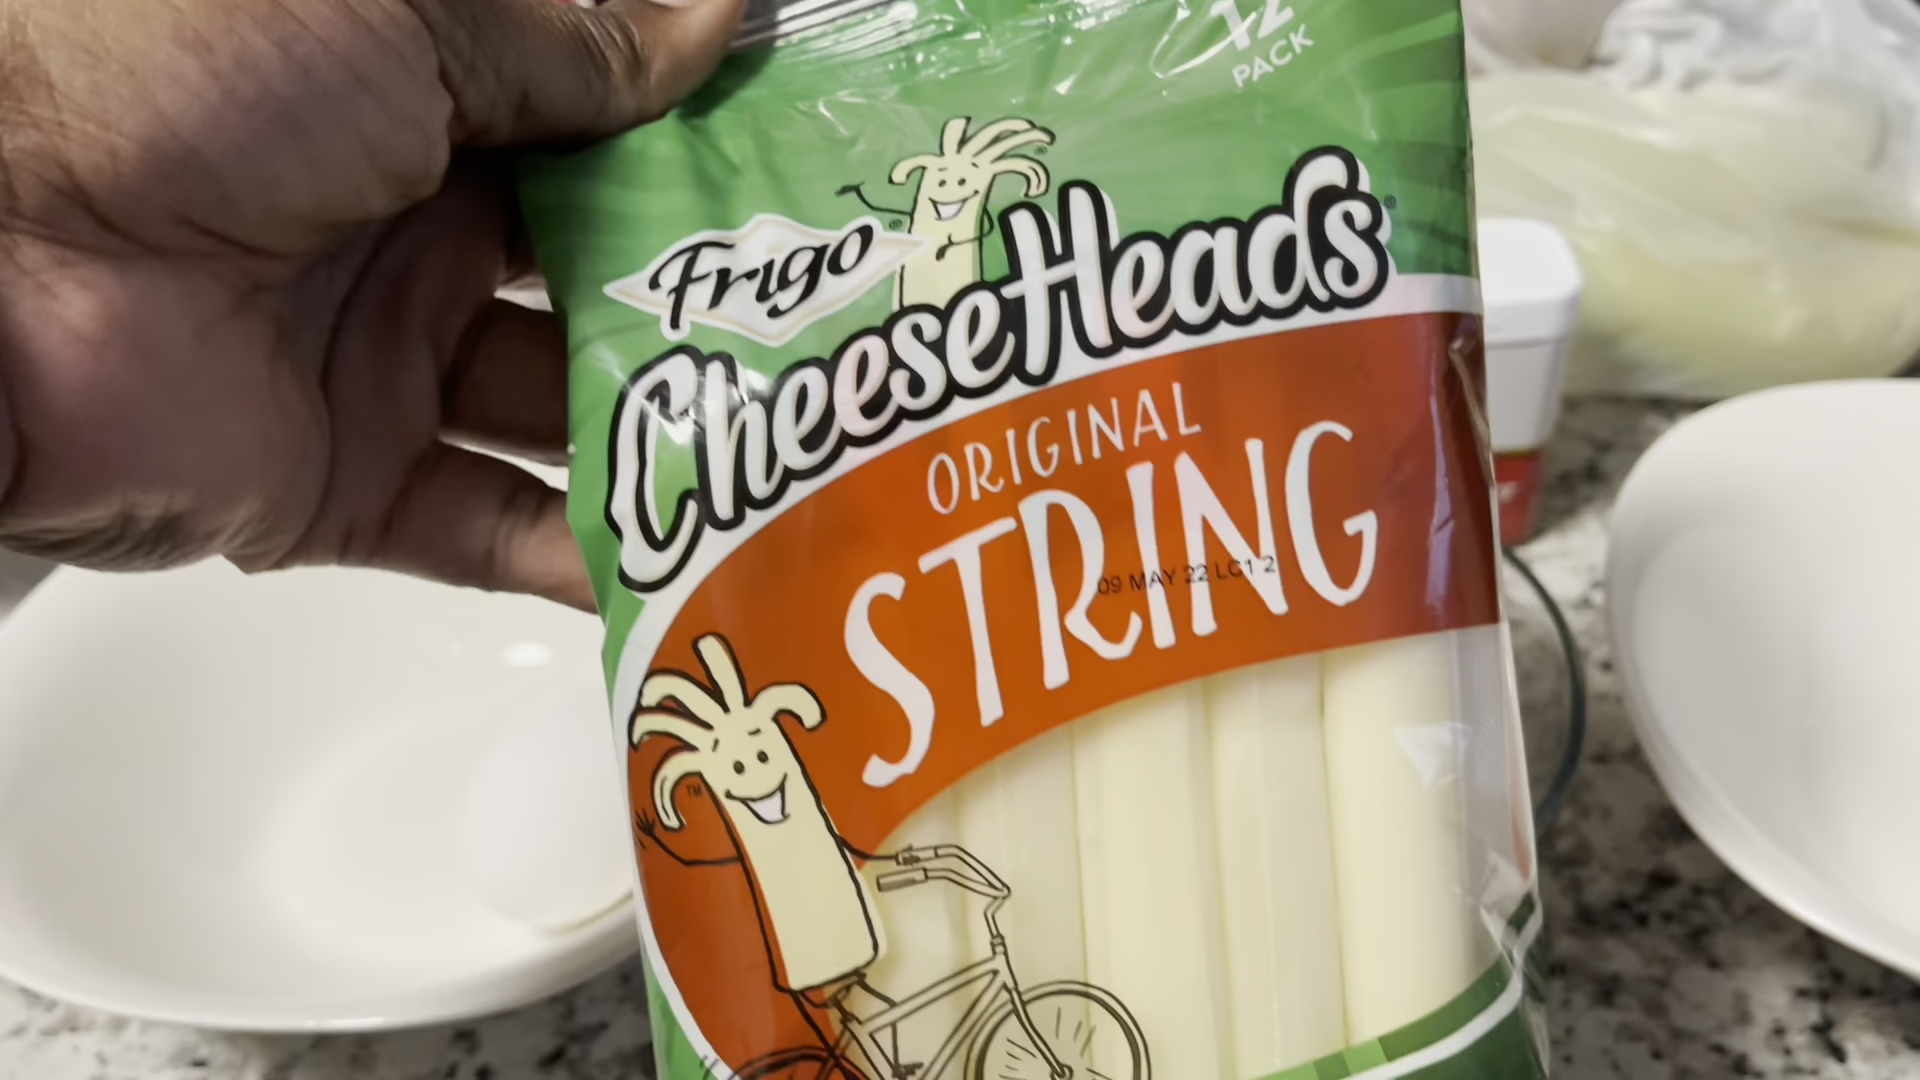 12
PACK
Frigo
CheeseHeads
ORIGINAL
STRING
09 MAY 22 LC1 2